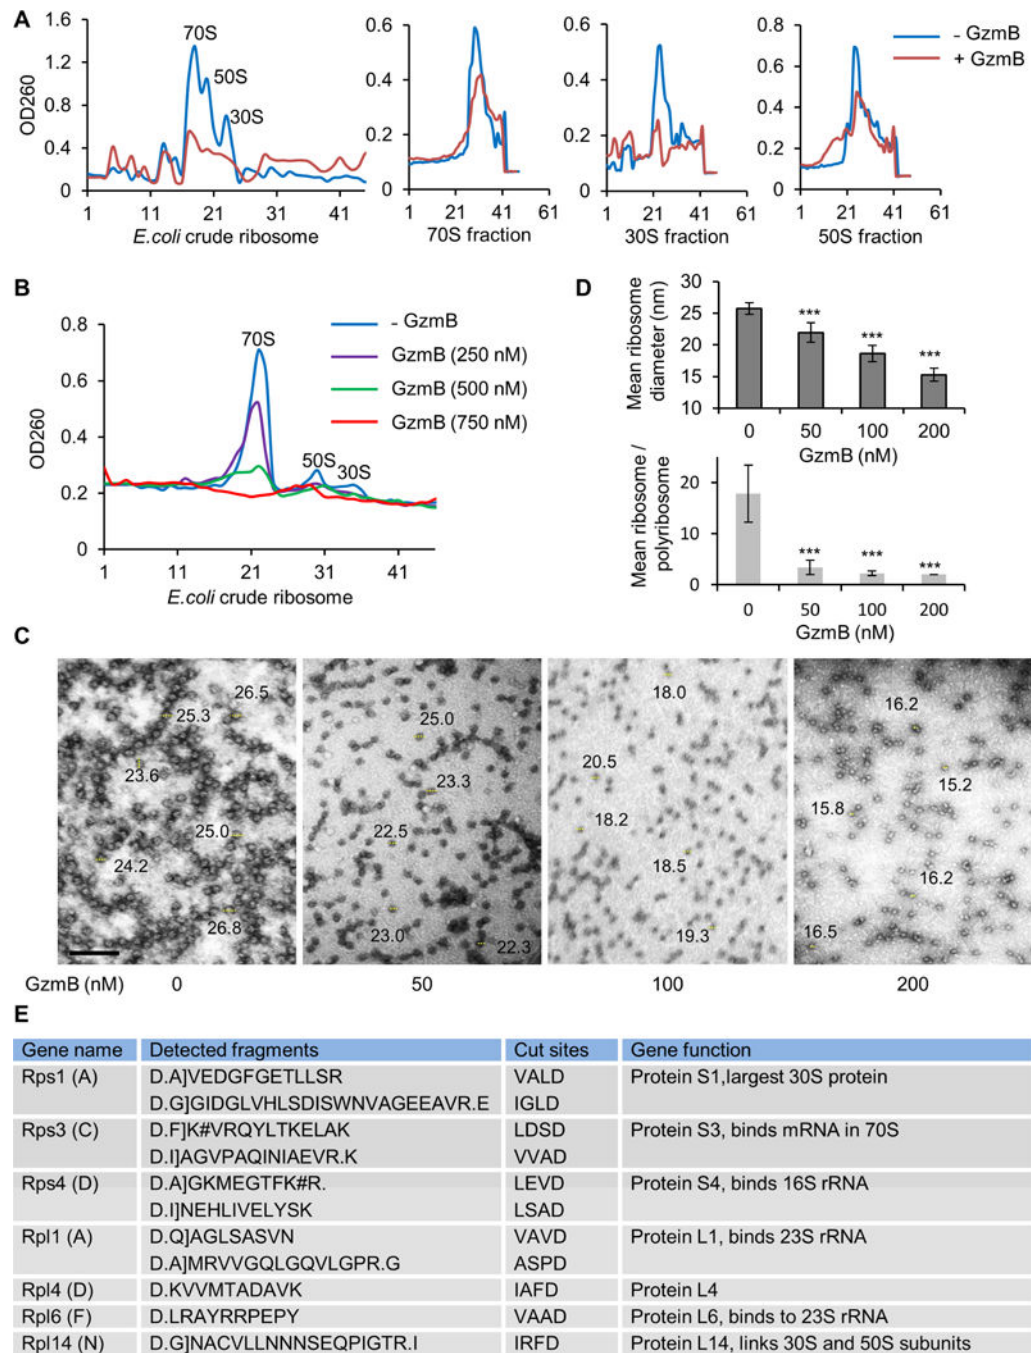 A
OD260
1.6
1.2
0.8
0.4
0
70S
50S
30S
1 11 21 31 41
E.coli crude ribosome
0.6
0.4
0.2
0
1 21 41 61
70S fraction
0.6
0.4
0.2
0
1 21 41 61
30S fraction
0.8
0.6
0.4
0.2
0
1 21 41 61
50S fraction
- GzmB
+ GzmB
B
OD260
0.8
0.6
0.4
0.2
0
70S
50S
30S
1 11 21 31 41
E.coli crude ribosome
- GzmB
GzmB (250 nM)
GzmB (500 nM)
GzmB (750 nM)
D
Mean ribosome
diameter (nm)
30
25
20
15
10
*** *** ***
0 50 100 200
GzmB (nM)
Mean ribosome /
polyribosome
20
10
0
*** *** ***
0 50 100 200
GzmB (nM)
C
26.5
25.3
23.6
25.0
24.2
26.8
25.0
23.3
22.5
23.0
22.3
18.0
20.5
18.2
18.5
19.3
16.2
15.2
15.8
16.2
16.5
GzmB (nM) 0 50 100 200
E
Gene name Detected fragments Cut sites Gene function
Rps1 (A) D.A]VEDGFGETLLSR VALD Protein S1,largest 30S protein
D.G]GIDGLVHLSDISWNVAGEEAVR.E IGLD
Rps3 (C) D.F]K#VRQYLTKELAK LDSD Protein S3, binds mRNA in 70S
D.I]AGVPAQINIAEVR.K VVAD
Rps4 (D) D.A]GKMEGTFK#R. LEVD Protein S4, binds 16S rRNA
D.I]NEHLIVELYSK LSAD
Rpl1 (A) D.Q]AGLSASVN VAVD Protein L1, binds 23S rRNA
D.A]MRVVGQLGQVLGPR.G ASPD
Rpl4 (D) D.KVVMTADAVK IAFD Protein L4
Rpl6 (F) D.LRAYRRPEPY VAAD Protein L6, binds to 23S rRNA
Rpl14 (N) D.G]NACVLLNNNSEQPIGTR.I IRFD Protein L14, links 30S and 50S subunits